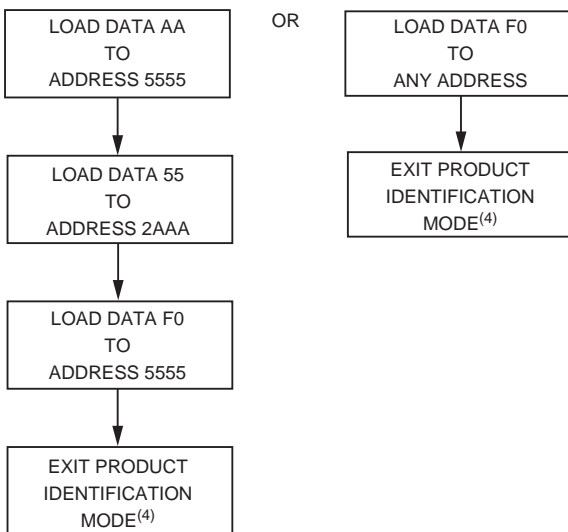 LOAD DATA AA
TO
ADDRESS 5555
LOAD DATA 55
TO
ADDRESS 2AAA
LOAD DATA F0
TO
ADDRESS 5555
EXIT PRODUCT
IDENTIFICATION
MODE(4)
OR
LOAD DATA F0
TO
ANY ADDRESS
EXIT PRODUCT
IDENTIFICATION
MODE(4)